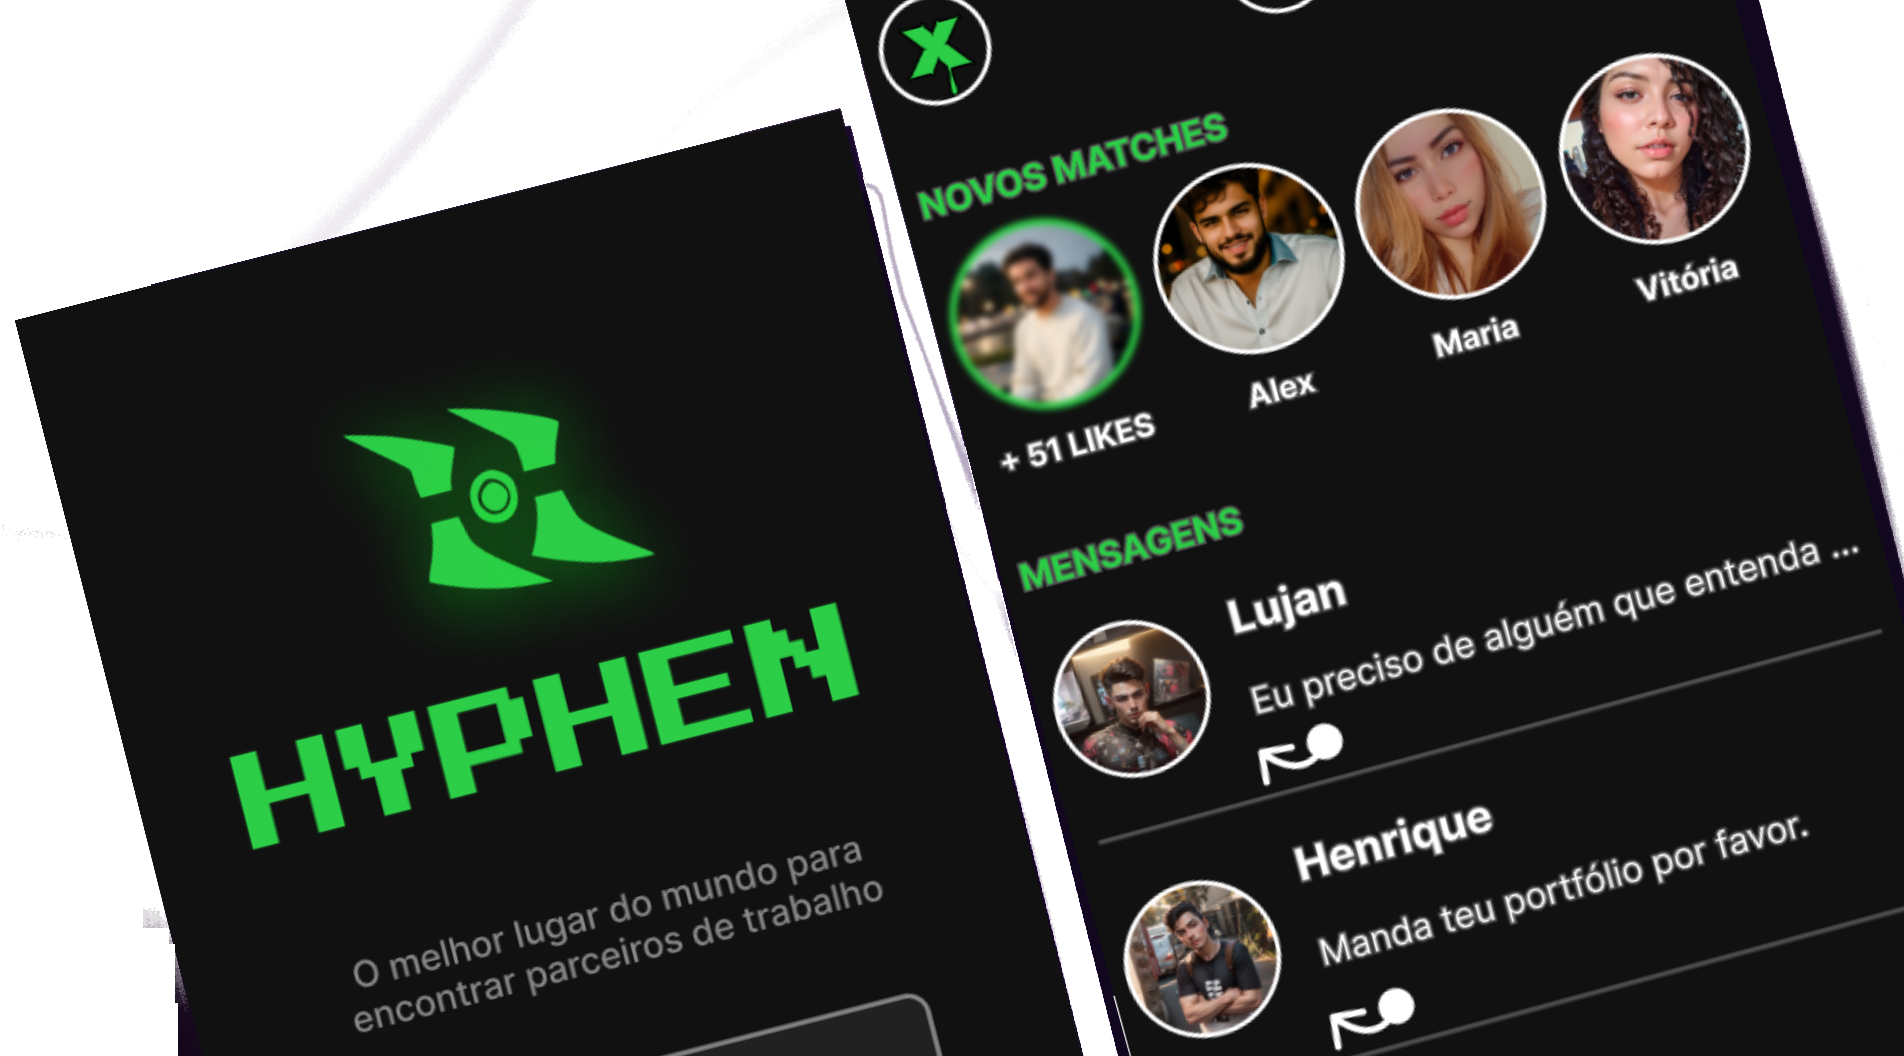 HYPHEN
O melhor lugar do mundo para
encontrar parceiros de trabalho
X
NOVOS MATCHES
+ 51 LIKES
Alex
Maria
Vitória
MENSAGENS
Lujan
Eu preciso de alguém que entenda ...
Henrique
Manda teu portfólio por favor.